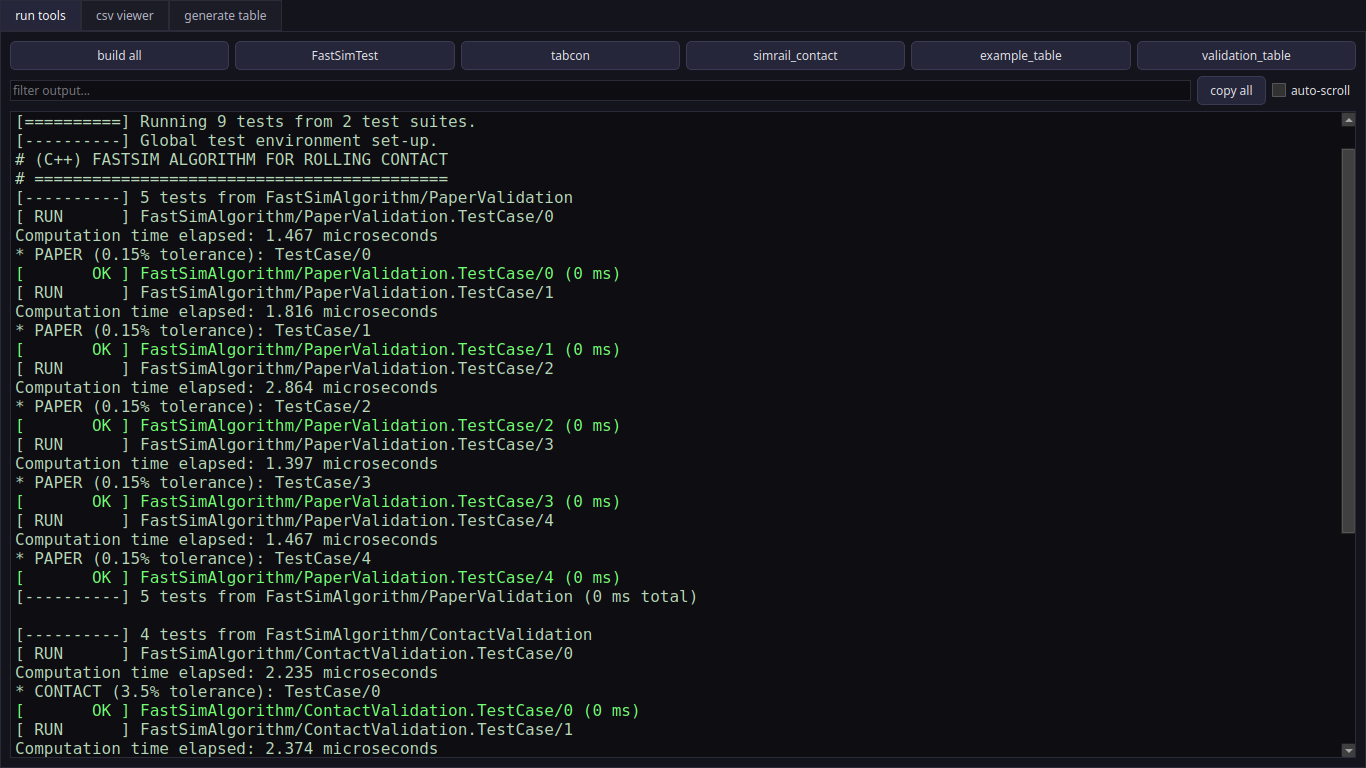 run tools csv viewer generate table
build all FastSimTest tabcon simrail_contact example_table validation_table
filter output... copy all auto-scroll
[==========] Running 9 tests from 2 test suites.
[----------] Global test environment set-up.
# (C++) FASTSIM ALGORITHM FOR ROLLING CONTACT
# ===========================================
[----------] 5 tests from FastSimAlgorithm/PaperValidation
[ RUN      ] FastSimAlgorithm/PaperValidation.TestCase/0
Computation time elapsed: 1.467 microseconds
* PAPER (0.15% tolerance): TestCase/0
[       OK ] FastSimAlgorithm/PaperValidation.TestCase/0 (0 ms)
[ RUN      ] FastSimAlgorithm/PaperValidation.TestCase/1
Computation time elapsed: 1.816 microseconds
* PAPER (0.15% tolerance): TestCase/1
[       OK ] FastSimAlgorithm/PaperValidation.TestCase/1 (0 ms)
[ RUN      ] FastSimAlgorithm/PaperValidation.TestCase/2
Computation time elapsed: 2.864 microseconds
* PAPER (0.15% tolerance): TestCase/2
[       OK ] FastSimAlgorithm/PaperValidation.TestCase/2 (0 ms)
[ RUN      ] FastSimAlgorithm/PaperValidation.TestCase/3
Computation time elapsed: 1.397 microseconds
* PAPER (0.15% tolerance): TestCase/3
[       OK ] FastSimAlgorithm/PaperValidation.TestCase/3 (0 ms)
[ RUN      ] FastSimAlgorithm/PaperValidation.TestCase/4
Computation time elapsed: 1.467 microseconds
* PAPER (0.15% tolerance): TestCase/4
[       OK ] FastSimAlgorithm/PaperValidation.TestCase/4 (0 ms)
[----------] 5 tests from FastSimAlgorithm/PaperValidation (0 ms total)

[----------] 4 tests from FastSimAlgorithm/ContactValidation
[ RUN      ] FastSimAlgorithm/ContactValidation.TestCase/0
Computation time elapsed: 2.235 microseconds
* CONTACT (3.5% tolerance): TestCase/0
[       OK ] FastSimAlgorithm/ContactValidation.TestCase/0 (0 ms)
[ RUN      ] FastSimAlgorithm/ContactValidation.TestCase/1
Computation time elapsed: 2.374 microseconds